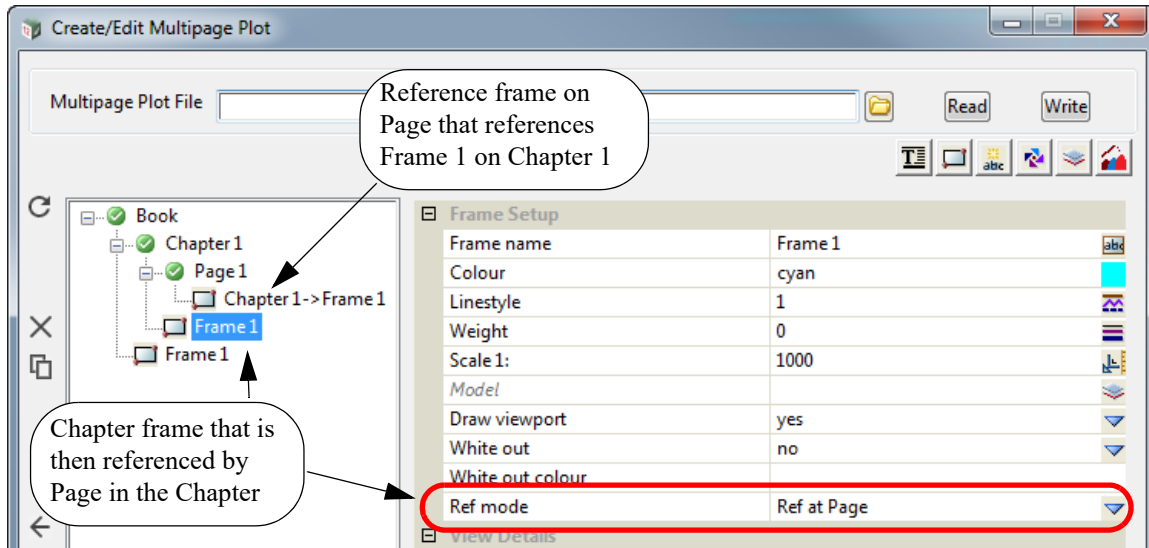 Create/Edit Multipage Plot
Multipage Plot File
Read
Write
Reference frame on
Page that references
Frame 1 on Chapter 1
T
abc
Book
Chapter 1
Page 1
Chapter 1->Frame 1
Frame 1
Frame 1
Chapter frame that is
then referenced by
Page in the Chapter
Frame Setup
Frame name Frame 1 abc
Colour cyan
Linestyle 1
Weight 0
Scale 1: 1000
Model
Draw viewport yes
White out no
White out colour
Ref mode Ref at Page
View Details